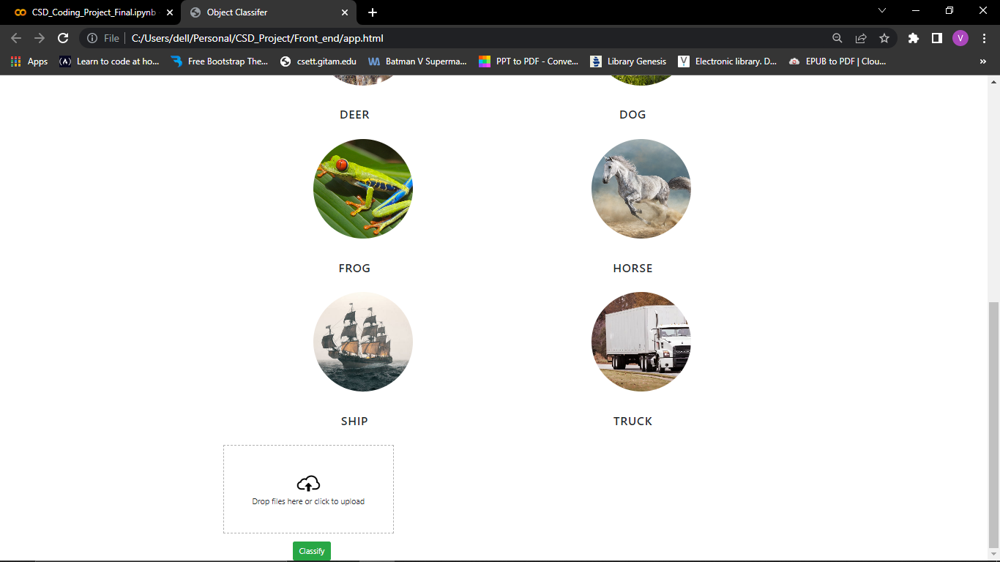 CSD_Coding_Project_Final.ipynb
Object Classifer
File
C:/Users/dell/Personal/CSD_Project/Front_end/app.html
V
Apps
Learn to code at ho...
Free Bootstrap The...
csett.gitam.edu
Batman V Superma...
PPT to PDF - Conve...
Library Genesis
Electronic library. D...
EPUB to PDF | Clou...
DEER
DOG
FROG
HORSE
SHIP
TRUCK
Drop files here or click to upload
Classify